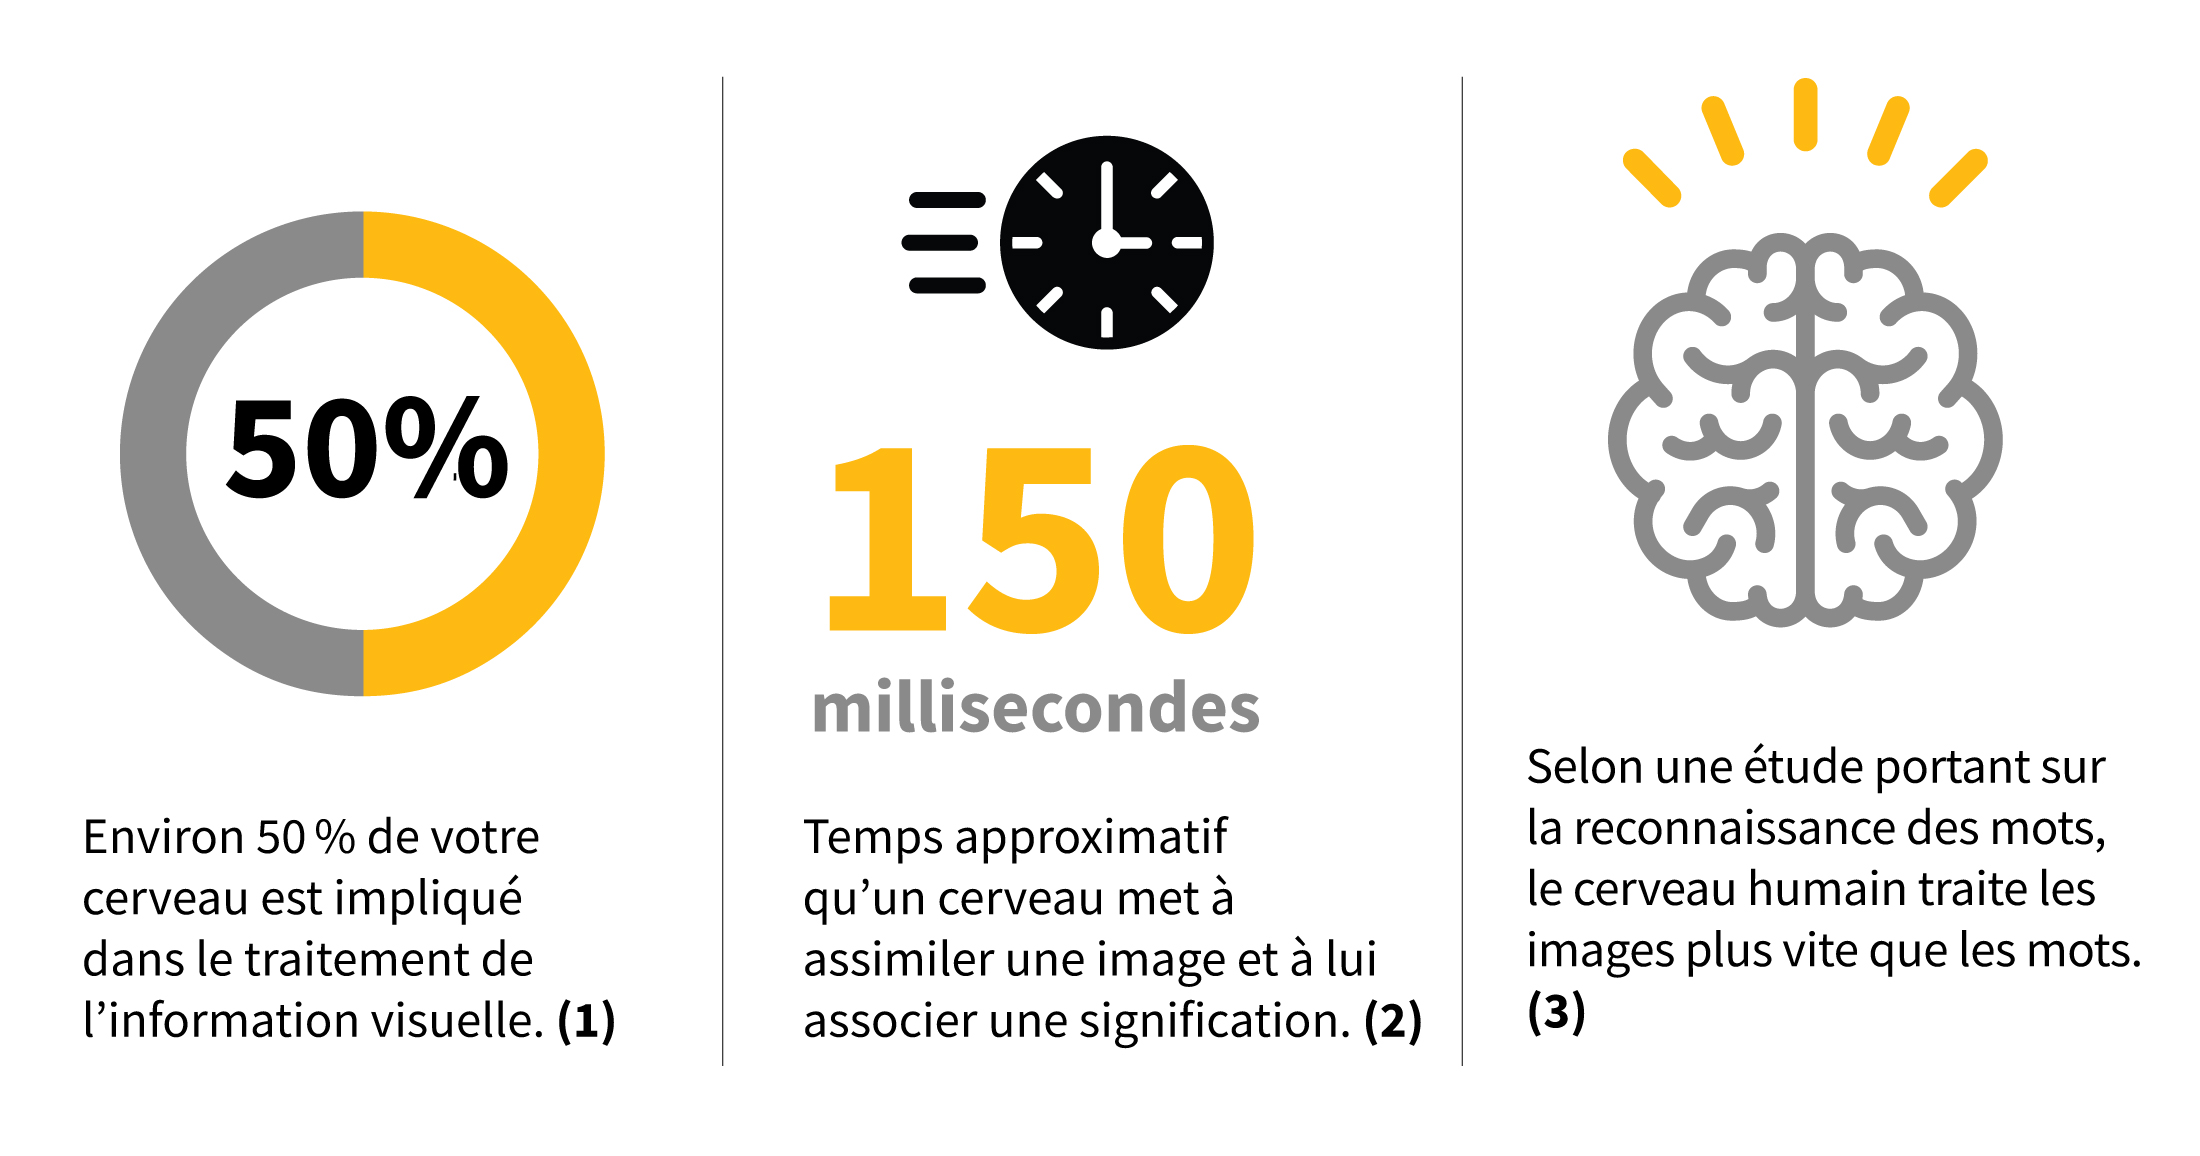 50%
Environ 50 % de votre
cerveau est impliqué
dans le traitement de
l’information visuelle. (1)
150
millisecondes
Temps approximatif
qu’un cerveau met à
assimiler une image et à lui
associer une signification. (2)
Selon une étude portant sur
la reconnaissance des mots,
le cerveau humain traite les
images plus vite que les mots.
(3)